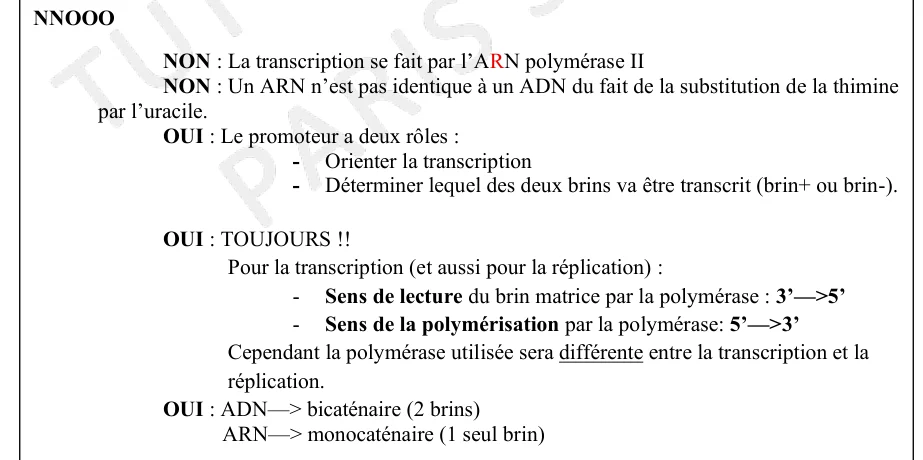 NNOOO
NON : La transcription se fait par l'ARN polymérase II
NON : Un ARN n'est pas identique à un ADN du fait de la substitution de la thimine
par l'uracile.
OUI : Le promoteur a deux rôles :
- Orienter la transcription
- Déterminer lequel des deux brins va être transcrit (brin+ ou brin-).
OUI : TOUJOURS !!
Pour la transcription (et aussi pour la réplication) :
- Sens de lecture du brin matrice par la polymérase : 3'—>5'
- Sens de la polymérisation par la polymérase: 5'—>3'
Cependant la polymérase utilisée sera différente entre la transcription et la
réplication.
OUI : ADN—> bicaténaire (2 brins)
ARN—> monocaténaire (1 seul brin)
TUT
PARIS